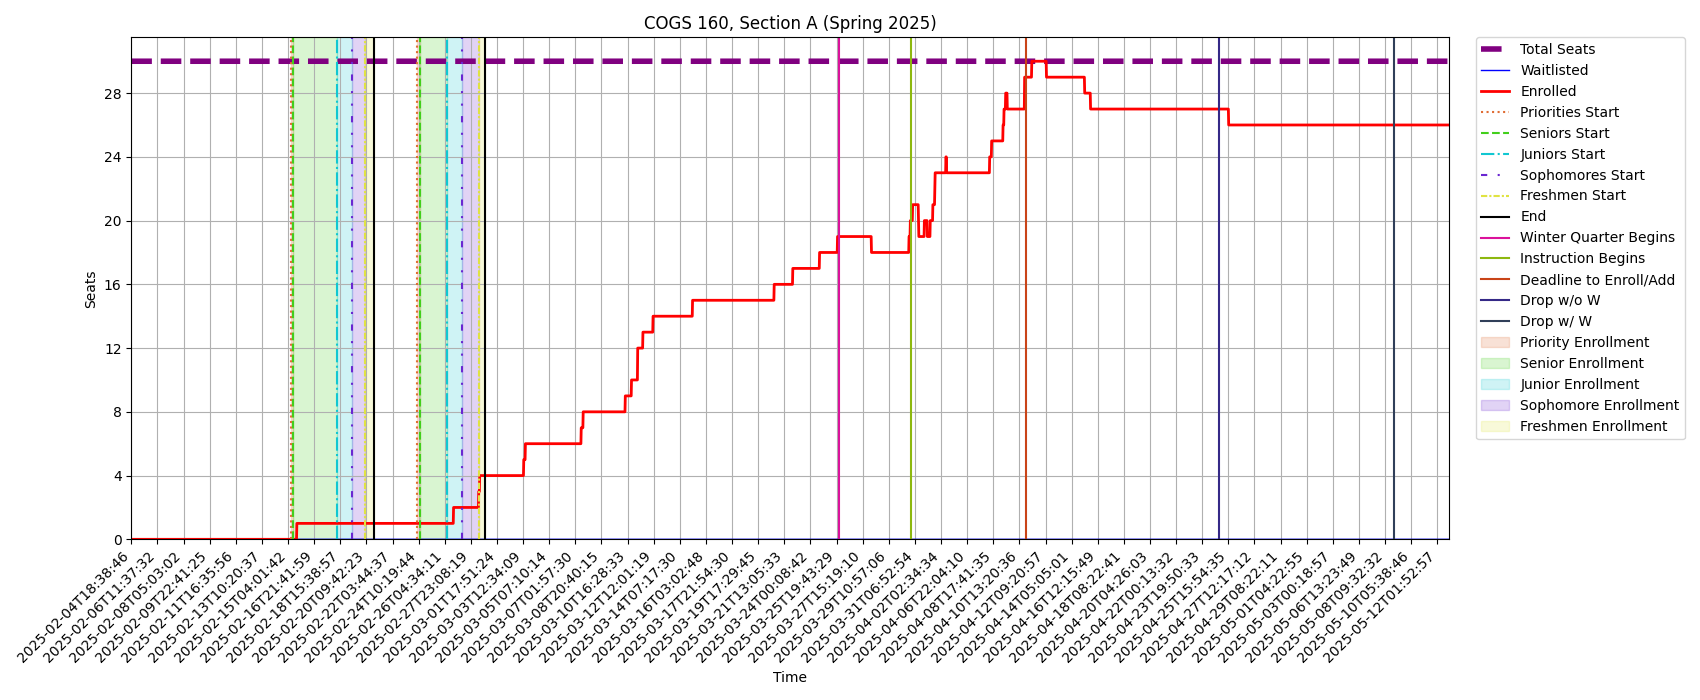 COGS 160, Section A (Spring 2025)
Total Seats
Waitlisted
Enrolled
Priorities Start
Seniors Start
Juniors Start
Sophomores Start
Freshmen Start
End
Winter Quarter Begins
Instruction Begins
Deadline to Enroll/Add
Drop w/o W
Drop w/ W
Priority Enrollment
Senior Enrollment
Junior Enrollment
Sophomore Enrollment
Freshmen Enrollment
Seats
28
24
20
16
12
8
4
0
2025-02-04T18:38:46
2025-02-06T11:37:32
2025-02-08T05:03:02
2025-02-09T22:41:25
2025-02-11T16:35:56
2025-02-13T10:20:37
2025-02-15T04:01:42
2025-02-16T21:41:59
2025-02-18T15:38:57
2025-02-20T09:42:23
2025-02-22T03:44:37
2025-02-24T10:19:44
2025-02-26T04:34:11
2025-02-27T23:08:19
2025-03-01T17:51:24
2025-03-03T12:34:09
2025-03-05T07:10:14
2025-03-07T01:57:30
2025-03-08T20:40:15
2025-03-10T16:28:33
2025-03-12T12:01:19
2025-03-14T07:17:30
2025-03-16T03:02:48
2025-03-17T21:54:30
2025-03-19T17:29:45
2025-03-21T13:05:33
2025-03-24T00:08:42
2025-03-25T19:43:29
2025-03-27T15:19:10
2025-03-29T10:57:06
2025-03-31T06:52:54
2025-04-02T02:34:34
2025-04-06T22:04:10
2025-04-08T17:41:35
2025-04-10T13:20:36
2025-04-12T09:20:57
2025-04-14T05:05:01
2025-04-16T12:15:49
2025-04-18T08:22:41
2025-04-20T04:26:03
2025-04-22T00:13:32
2025-04-23T19:50:33
2025-04-25T15:54:35
2025-04-27T12:17:12
2025-04-29T08:22:11
2025-05-01T04:22:55
2025-05-03T00:18:57
2025-05-06T13:23:49
2025-05-08T09:32:32
2025-05-10T05:38:46
2025-05-12T01:52:57
Time